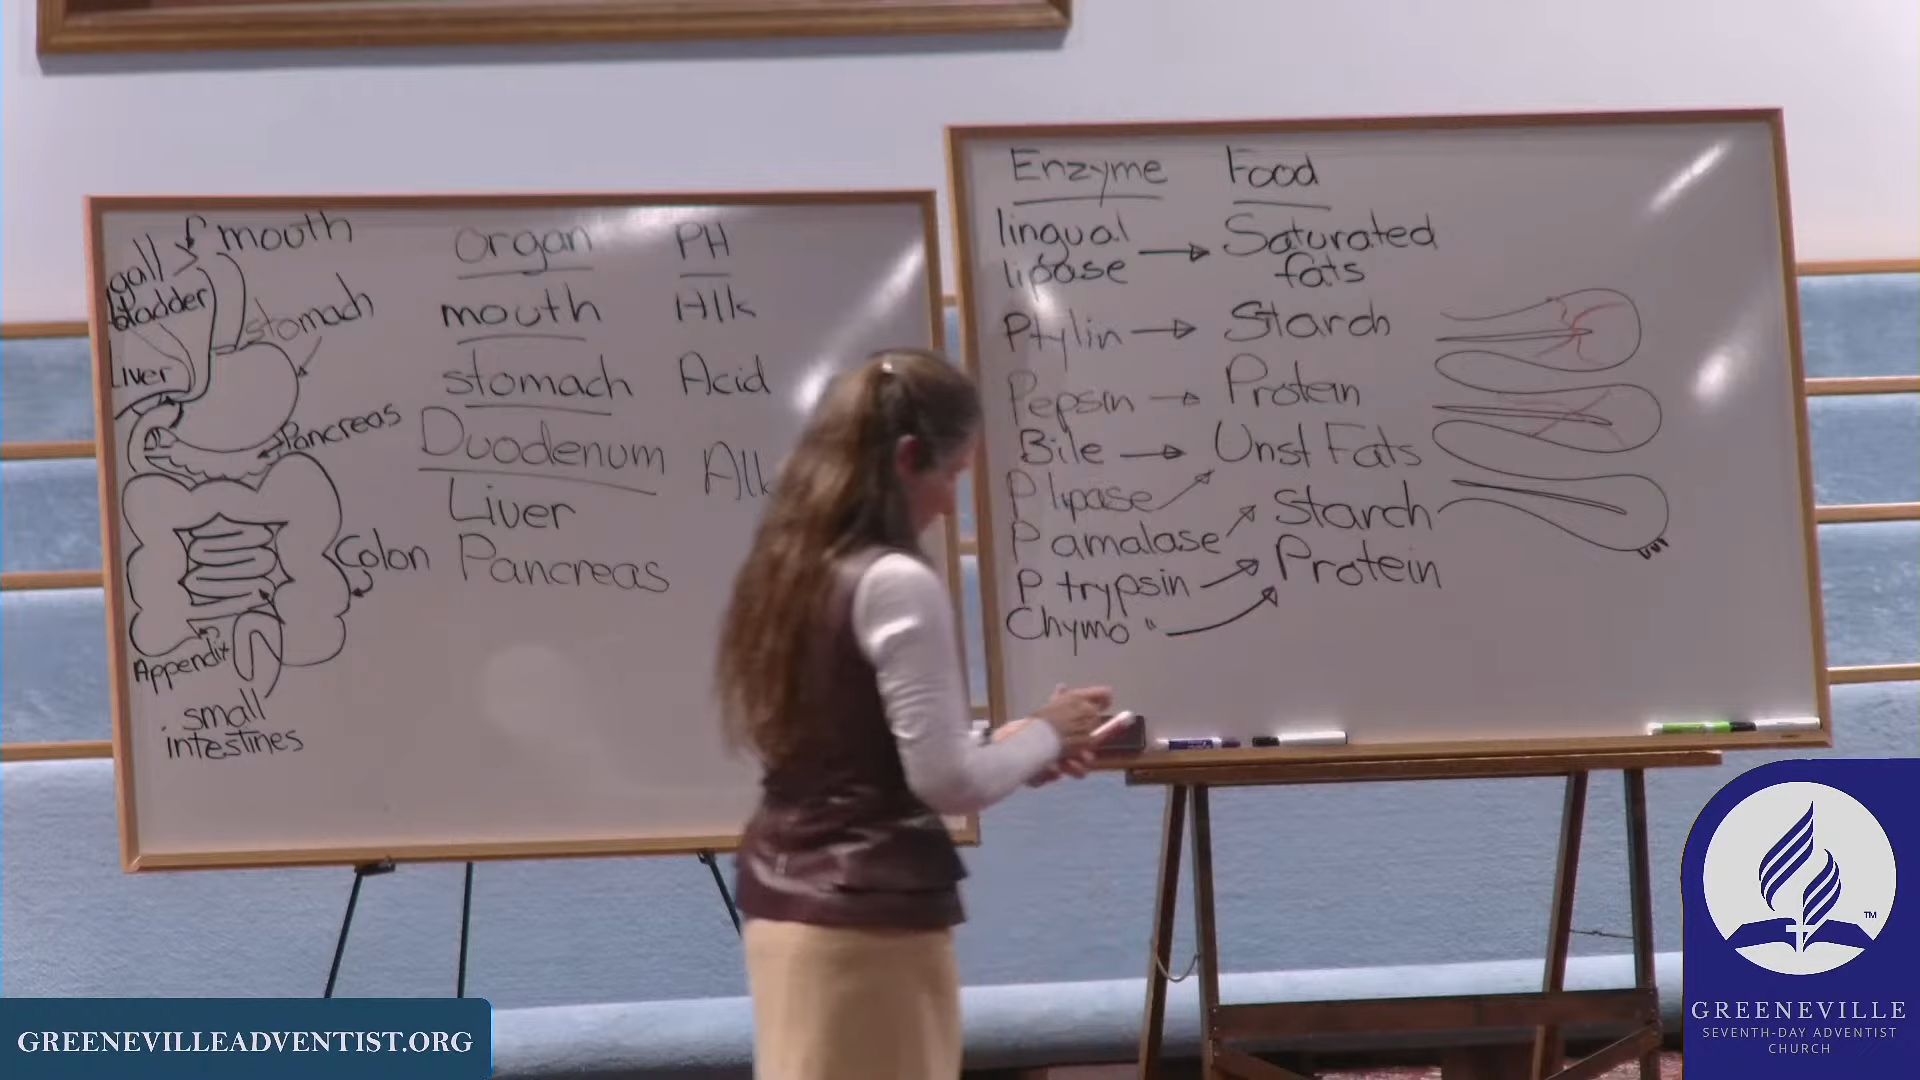 mouth
gall
bladder
stomach
Liver
Pancreas
Colon
Appendix
small
intestines
Organ PH
mouth Alk
stomach Acid
Duodenum Alk
Liver
Pancreas
Enzyme Food
lingual
lipase → Saturated
fats
Ptylin → Starch
Pepsin → Protein
Bile → Unst Fats
P lipase
P amalase → Starch
P trypsin → Protein
Chymo "
GREENEVILLEADVENTIST.ORG
TM
GREENEVILLE
SEVENTH-DAY ADVENTIST
CHURCH